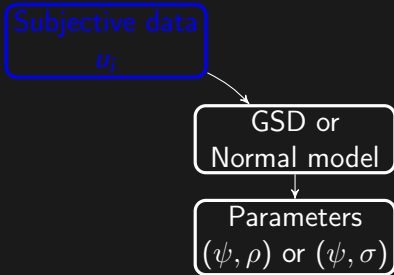 Subjective data
u_i
GSD or
Normal model
Parameters
(ψ, ρ) or (ψ, σ)